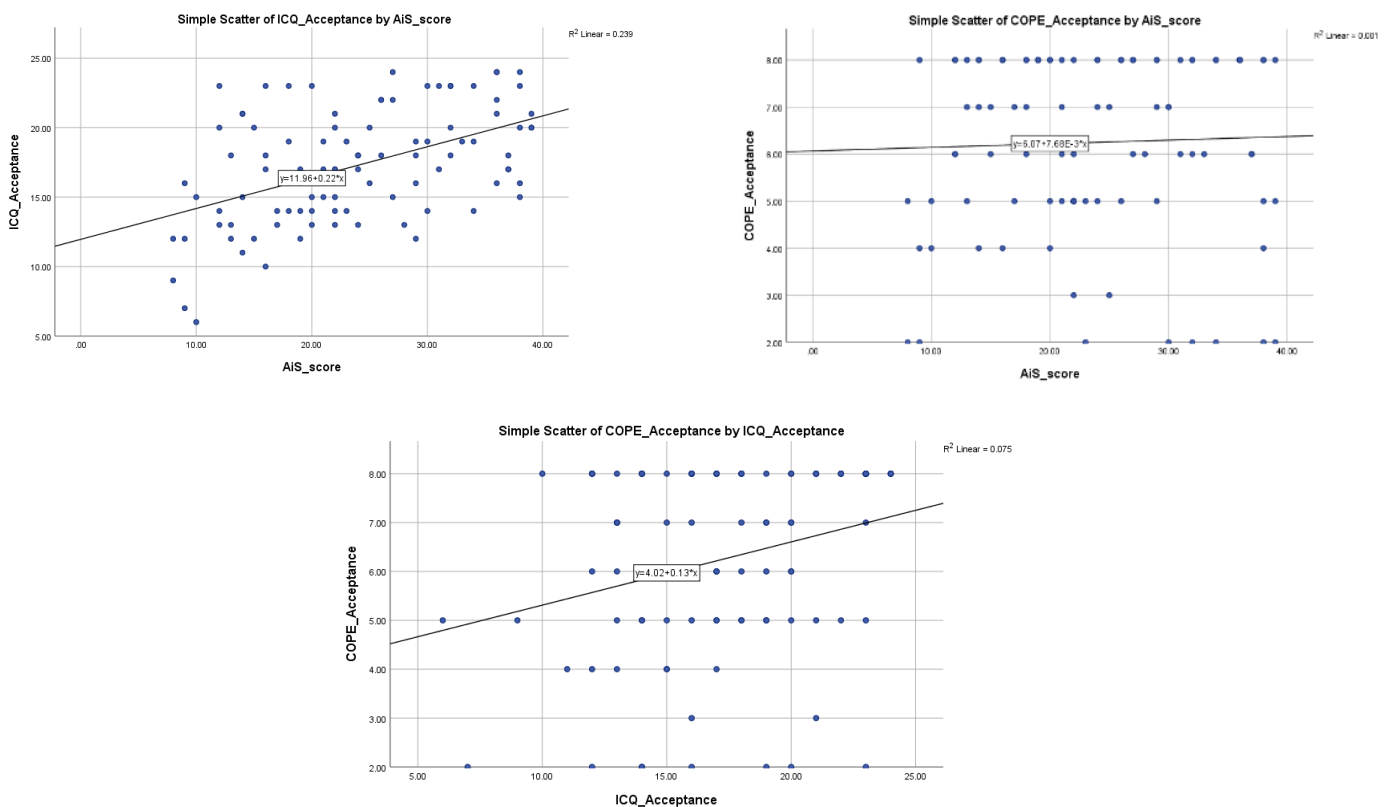 Simple Scatter of ICQ_Acceptance by AiS_score
R2 Linear = 0.239
ICQ_Acceptance
25.00
20.00
15.00
10.00
5.00
y=11.96+0.22*x
.00 10.00 20.00 30.00 40.00
AiS_score
Simple Scatter of COPE_Acceptance by AiS_score
R2 Linear = 0.001
COPE_Acceptance
8.00
7.00
6.00
5.00
4.00
3.00
2.00
y=6.07+7.68E-3*x
.00 10.00 20.00 30.00 40.00
AiS_score
Simple Scatter of COPE_Acceptance by ICQ_Acceptance
R2 Linear = 0.075
COPE_Acceptance
8.00
7.00
6.00
5.00
4.00
3.00
2.00
y=4.02+0.13*x
5.00 10.00 15.00 20.00 25.00
ICQ_Acceptance